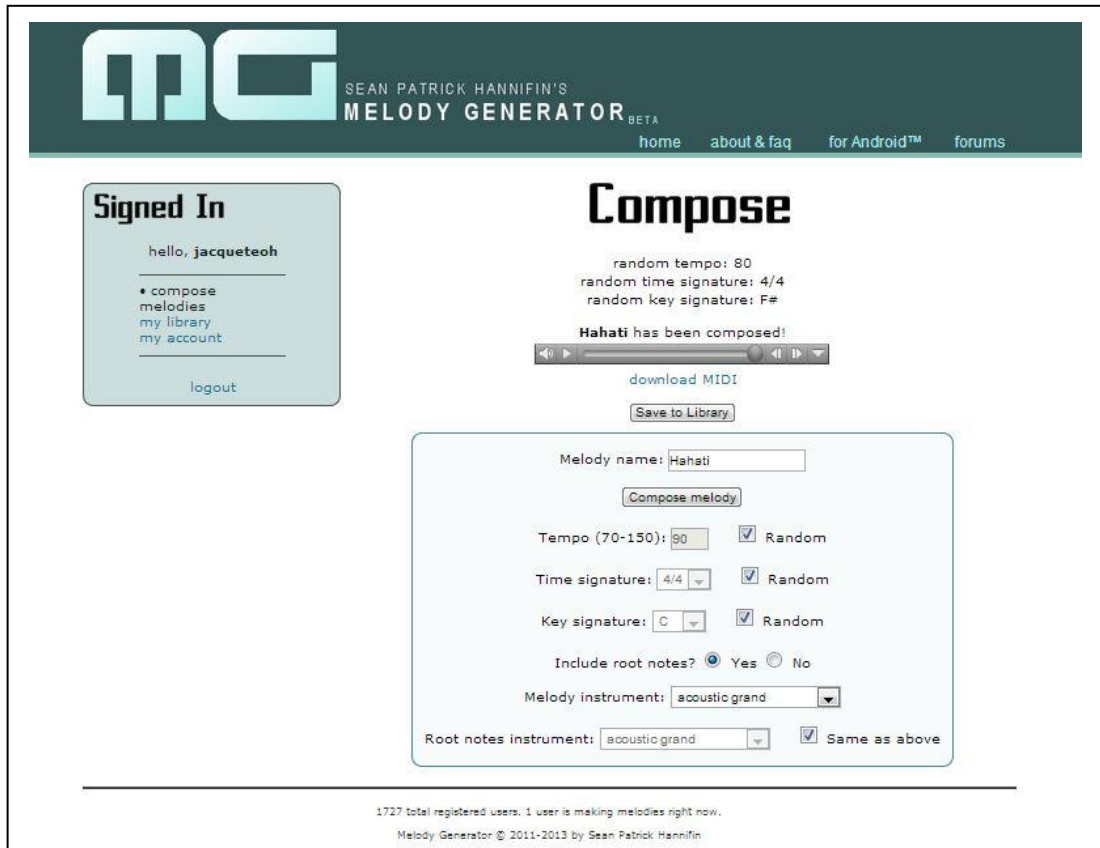 MG
SEAN PATRICK HANNIFIN'S
MELODY GENERATOR BETA
home about & faq for Android™ forums
Signed In
hello, jacqueteoh
• compose
melodies
my library
my account
logout
Compose
random tempo: 80
random time signature: 4/4
random key signature: F#
Hahati has been composed!
download MIDI
Save to Library
Melody name: Hahati
Compose melody
Tempo (70-150): 90 Random
Time signature: 4/4 Random
Key signature: C Random
Include root notes? Yes No
Melody instrument: acoustic grand
Root notes instrument: acoustic grand Same as above
1727 total registered users. 1 user is making melodies right now.
Melody Generator © 2011-2013 by Sean Patrick Hannifin